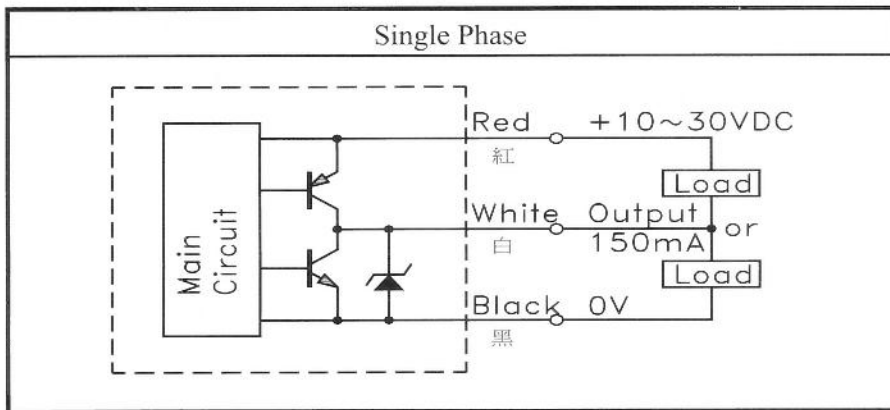 Single Phase
Main
Circuit
Red +10~30VDC
紅
Load
White Output
白 150mA or
Load
Black 0V
黑